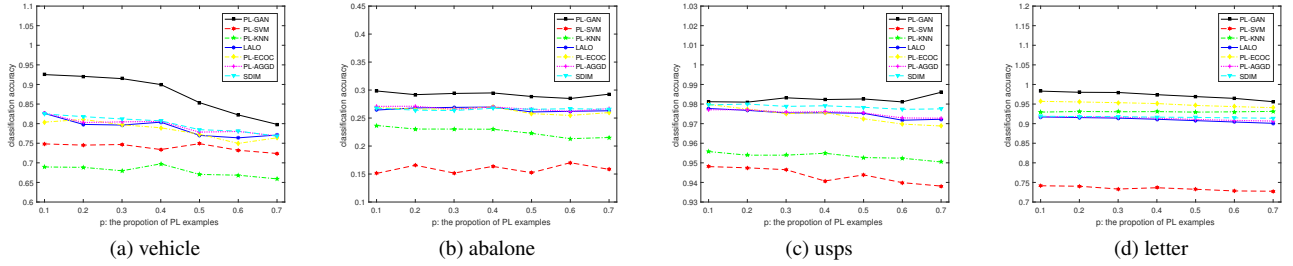 1.1
1.05
1
0.95
0.9
0.85
0.8
0.75
0.7
0.65
0.6
classification accuracy
PL-GAN
PL-SVM
PL-KNN
LALO
PL-ECOC
PL-AGGD
SDIM
0.1 0.2 0.3 0.4 0.5 0.6 0.7
p: the propotion of PL examples
(a) vehicle
0.45
0.4
0.35
0.3
0.25
0.2
0.15
0.1
classification accuracy
PL-GAN
PL-SVM
PL-KNN
LALO
PL-ECOC
PL-AGGD
SDIM
0.1 0.2 0.3 0.4 0.5 0.6 0.7
p: the propotion of PL examples
(b) abalone
1.03
1.02
1.01
1
0.99
0.98
0.97
0.96
0.95
0.94
0.93
classification accuracy
PL-GAN
PL-SVM
PL-KNN
LALO
PL-ECOC
PL-AGGD
SDIM
0.1 0.2 0.3 0.4 0.5 0.6 0.7
p: the propotion of PL examples
(c) usps
1.2
1.15
1.1
1.05
1
0.95
0.9
0.85
0.8
0.75
0.7
classification accuracy
PL-GAN
PL-SVM
PL-KNN
LALO
PL-ECOC
PL-AGGD
SDIM
0.1 0.2 0.3 0.4 0.5 0.6 0.7
p: the propotion of PL examples
(d) letter